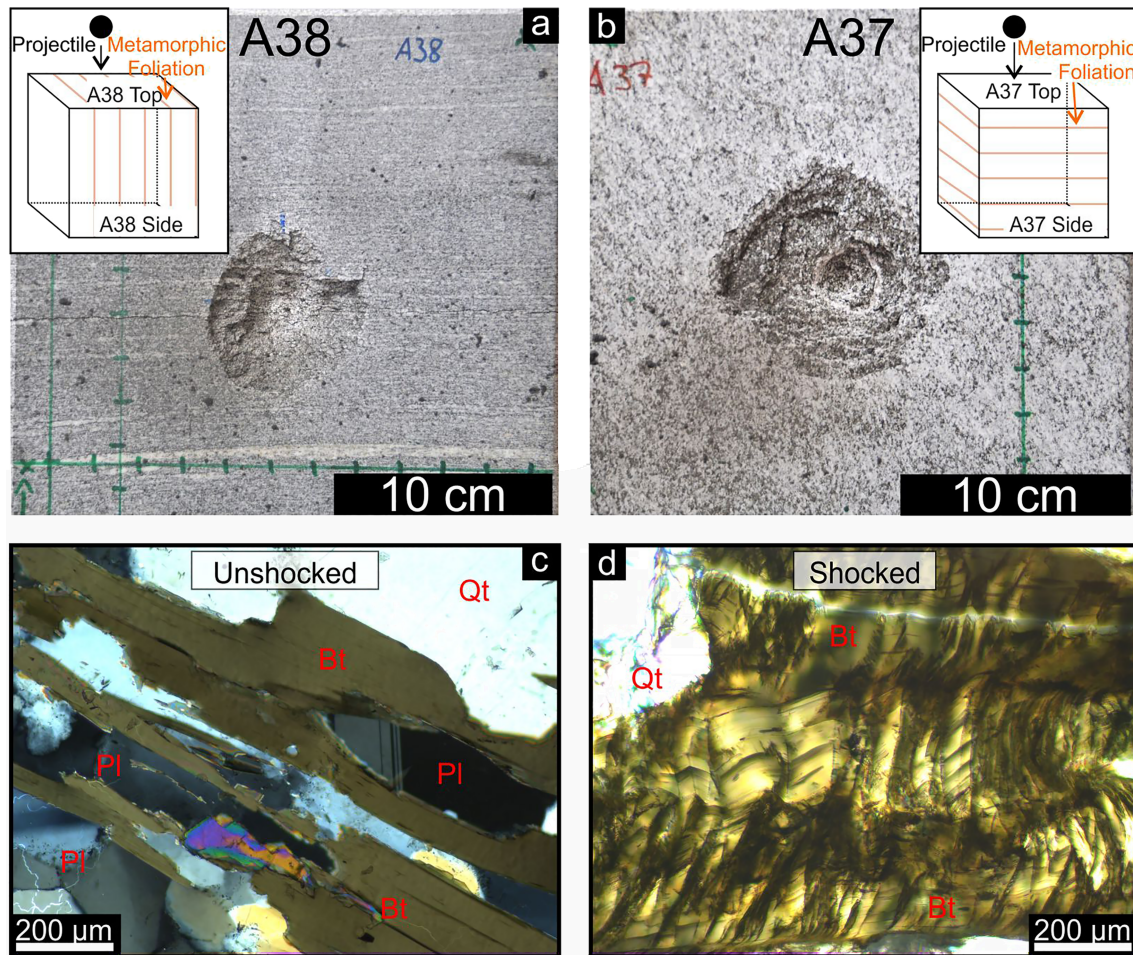 A38
a
Projectile
Metamorphic
Foliation
A38 Top
A38 Side
A38
10 cm
b
A37
Projectile
Metamorphic
Foliation
A37 Top
A37 Side
A37
10 cm
Unshocked
c
Qt
Bt
Pl
Pl
Pl
Bt
200 µm
d
Shocked
Bt
Qt
Bt
200 µm